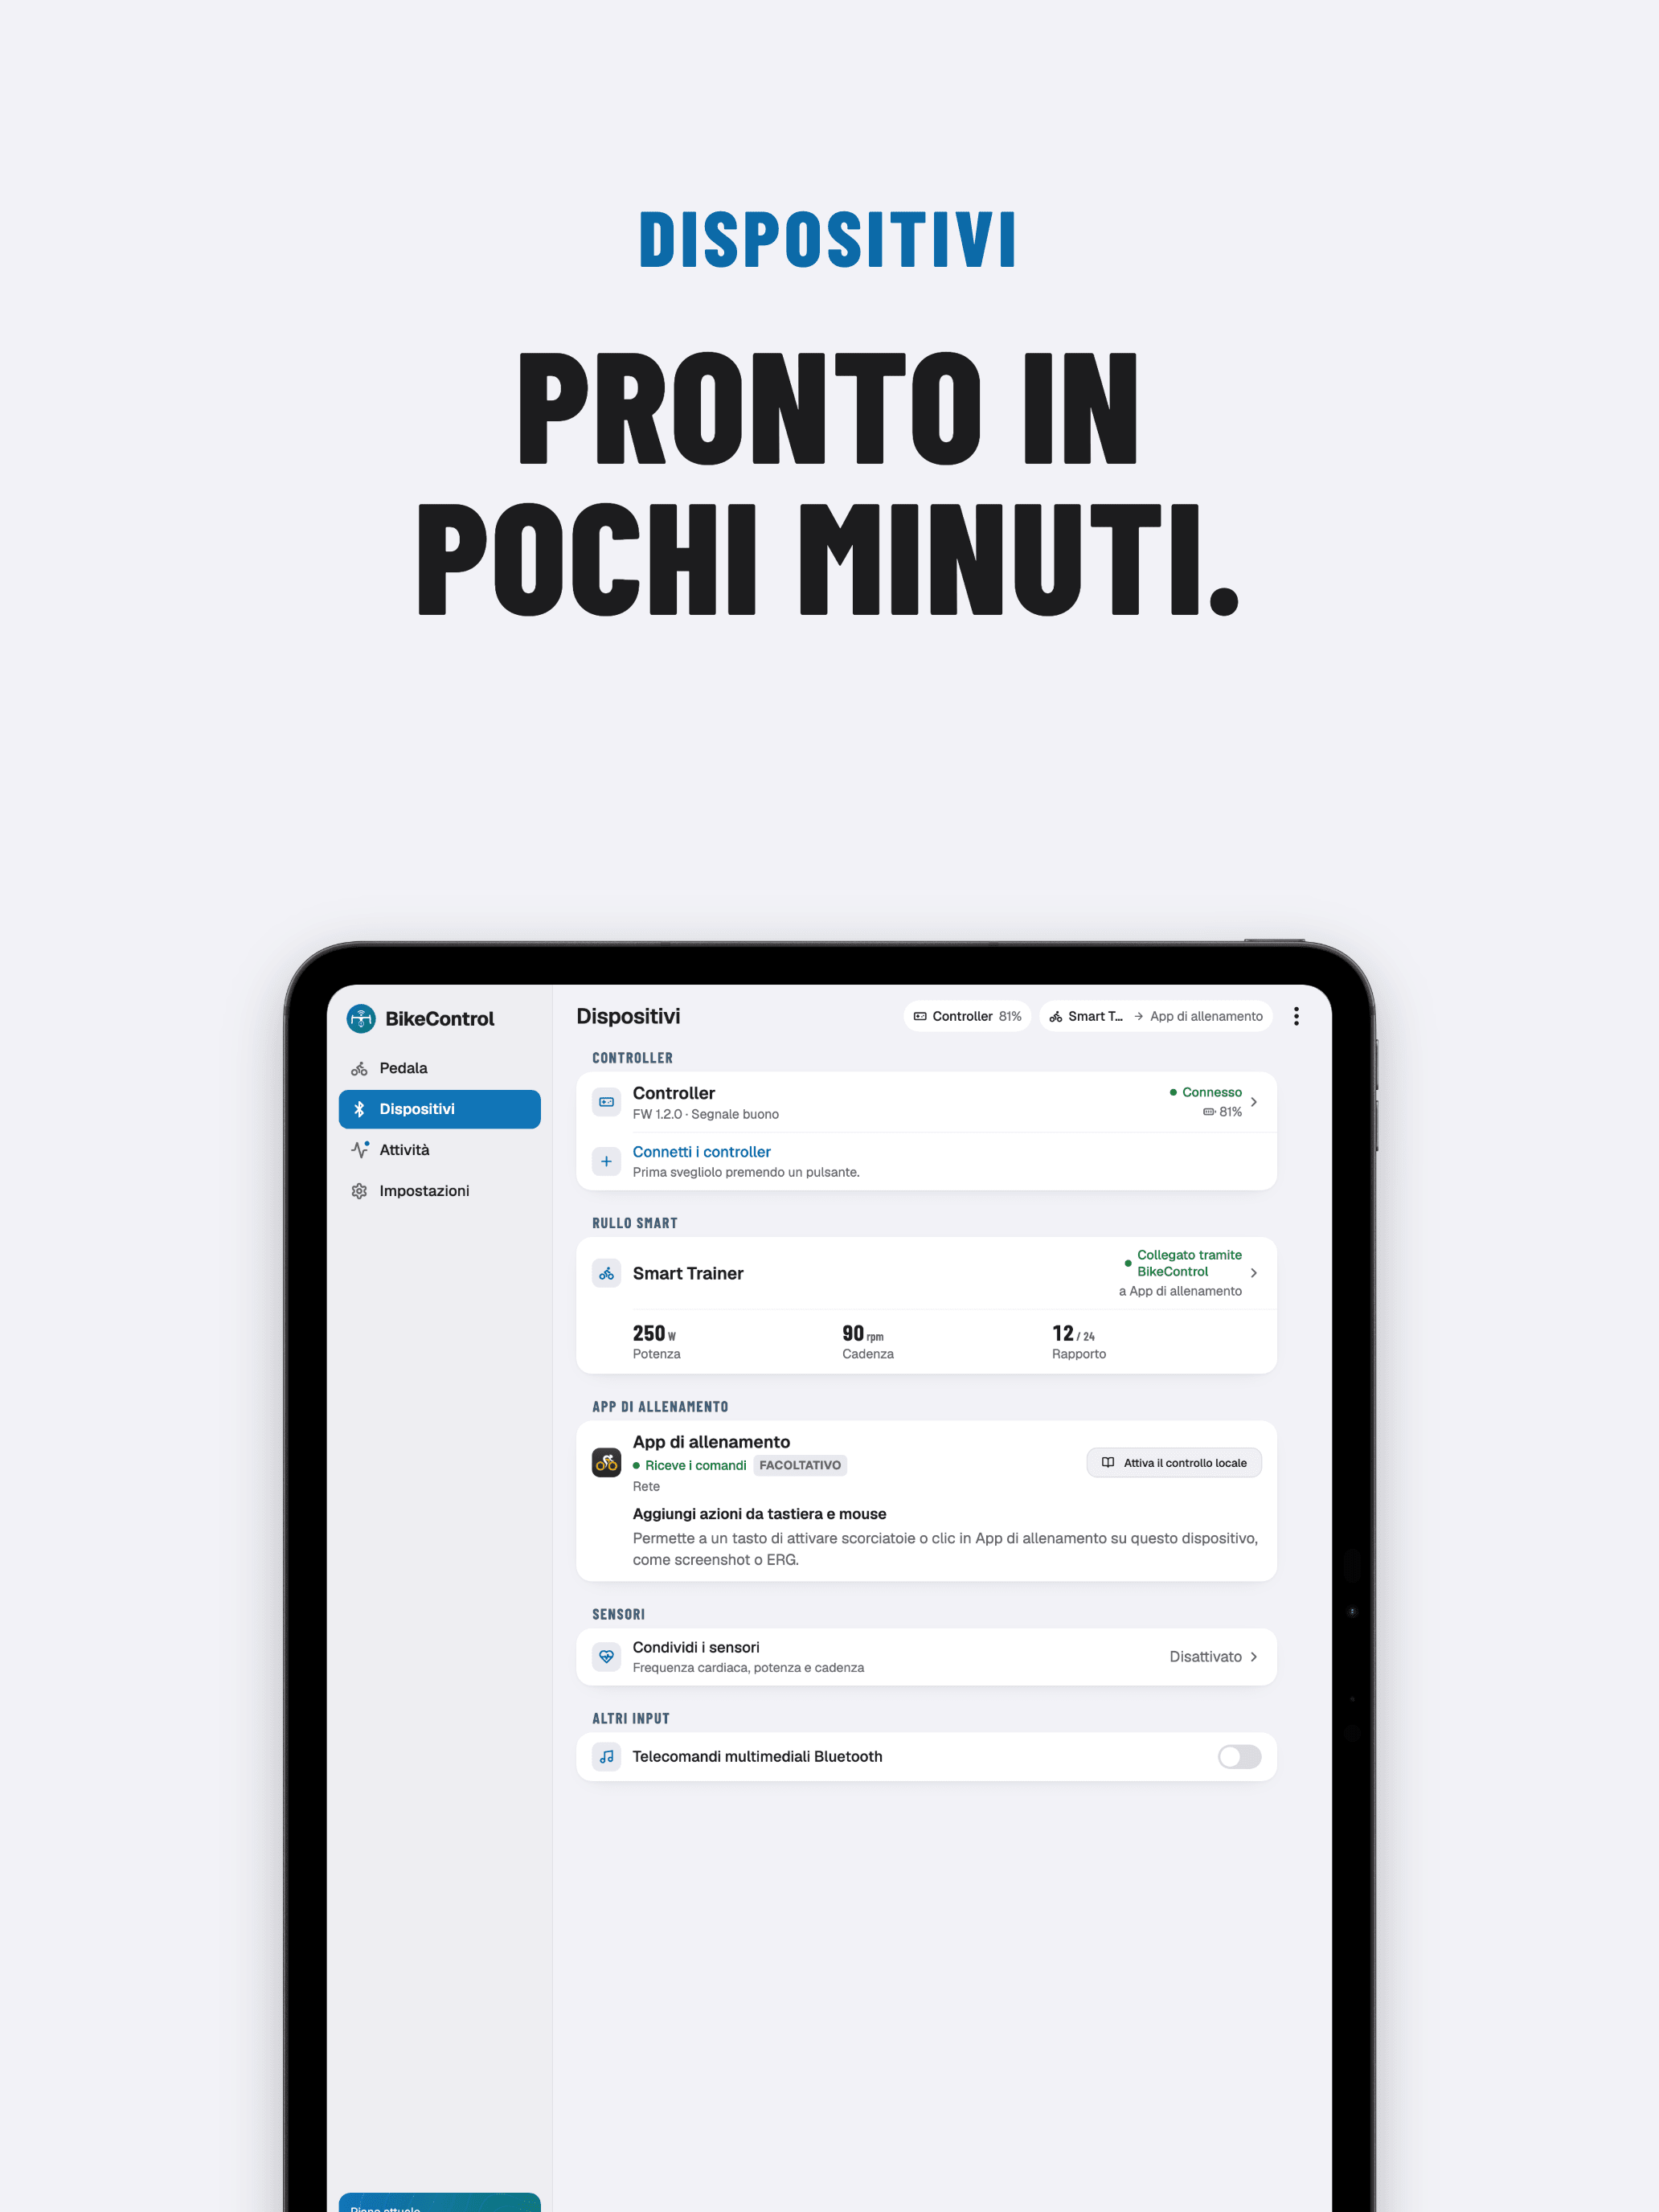 DISPOSITIVI
PRONTO IN
POCHI MINUTI.
BikeControl
Pedala
Dispositivi
Attività
Impostazioni
Dispositivi
Controller 81%
Smart T... → App di allenamento
CONTROLLER
Controller
FW 1.2.0 · Segnale buono
Connesso
81%
Connetti i controller
Prima svegliolo premendo un pulsante.
RULLO SMART
Smart Trainer
Collegato tramite
BikeControl
a App di allenamento
250 W
Potenza
90 rpm
Cadenza
12 / 24
Rapporto
APP DI ALLENAMENTO
App di allenamento
Riceve i comandi FACOLTATIVO
Rete
Attiva il controllo locale
Aggiungi azioni da tastiera e mouse
Permette a un tasto di attivare scorciatoie o clic in App di allenamento su questo dispositivo,
come screenshot o ERG.
SENSORI
Condividi i sensori
Frequenza cardiaca, potenza e cadenza
Disattivato
ALTRI INPUT
Telecomandi multimediali Bluetooth